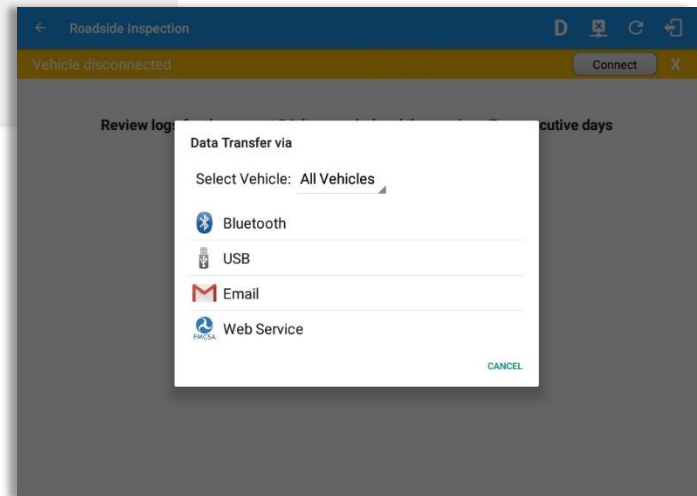 Roadside Inspection D
Vehicle disconnected Connect X
Review logs cutive days
Data Transfer via
Select Vehicle: All Vehicles
Bluetooth
USB
Email
FMCSA Web Service
CANCEL